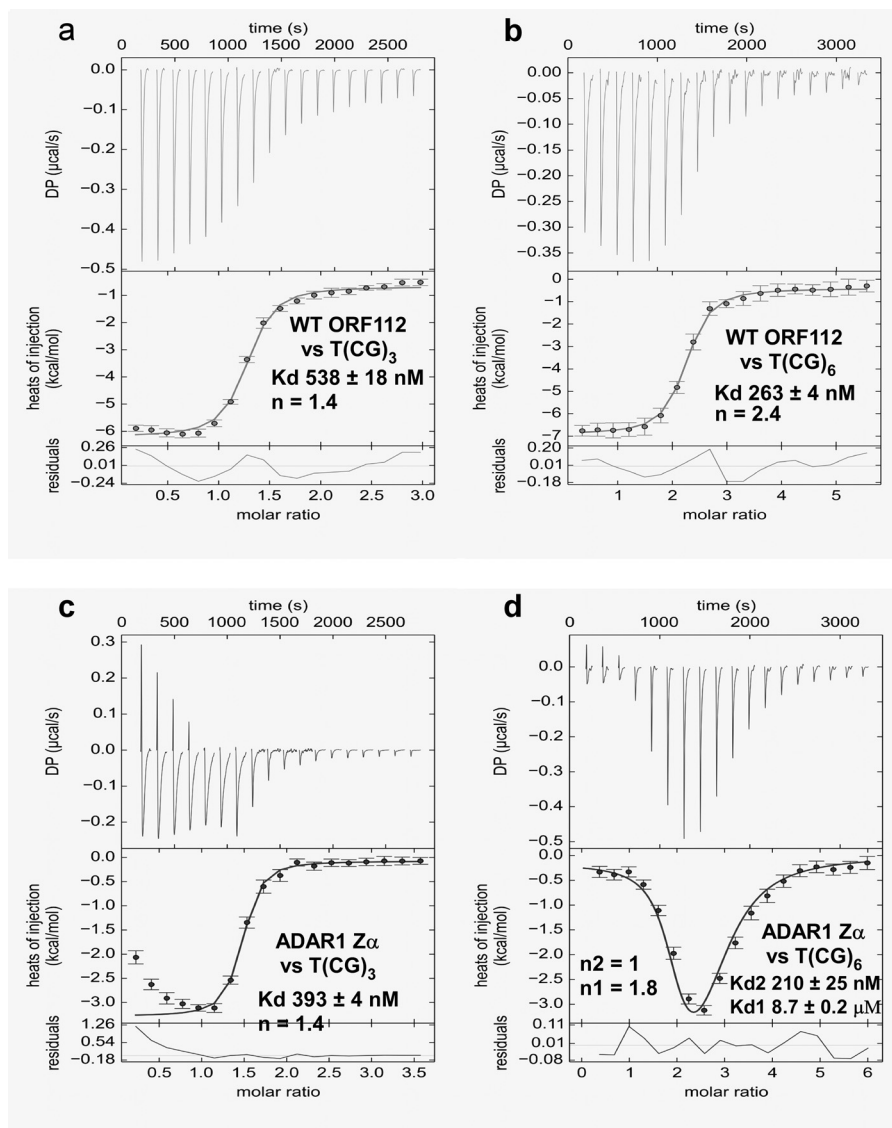 a
time (s)
0 500 1000 1500 2000 2500
DP (µcal/s)
0.0
−0.1
−0.2
−0.3
−0.4
−0.5
heats of injection
(kcal/mol)
−1
−2
−3
−4
−5
−6
WT ORF112
vs T(CG)3
Kd 538 ± 18 nM
n = 1.4
residuals
0.26
0.01
−0.24
0.5 1.0 1.5 2.0 2.5 3.0
molar ratio
b
time (s)
0 1000 2000 3000
DP (µcal/s)
0.00
−0.05
−0.10
−0.15
−0.20
−0.25
−0.30
−0.35
heats of injection
(kcal/mol)
0
−1
−2
−3
−4
−5
−6
−7
WT ORF112
vs T(CG)6
Kd 263 ± 4 nM
n = 2.4
residuals
0.20
0.01
−0.18
1 2 3 4 5
molar ratio
c
time (s)
0 500 1000 1500 2000 2500
DP (µcal/s)
0.3
0.2
0.1
0.0
−0.1
−0.2
heats of injection
(kcal/mol)
0.0
−0.5
−1.0
−1.5
−2.0
−2.5
−3.0
ADAR1 Zα
vs T(CG)3
Kd 393 ± 4 nM
n = 1.4
residuals
1.26
0.54
−0.18
0.5 1.0 1.5 2.0 2.5 3.0 3.5
molar ratio
d
time (s)
0 1000 2000 3000
DP (µcal/s)
0.0
−0.1
−0.2
−0.3
−0.4
−0.5
heats of injection
(kcal/mol)
0.0
−0.5
−1.0
−1.5
−2.0
−2.5
−3.0
n2 = 1
n1 = 1.8
ADAR1 Zα
vs T(CG)6
Kd2 210 ± 25 nM
Kd1 8.7 ± 0.2 µM
residuals
0.11
0.01
−0.08
0 1 2 3 4 5 6
molar ratio